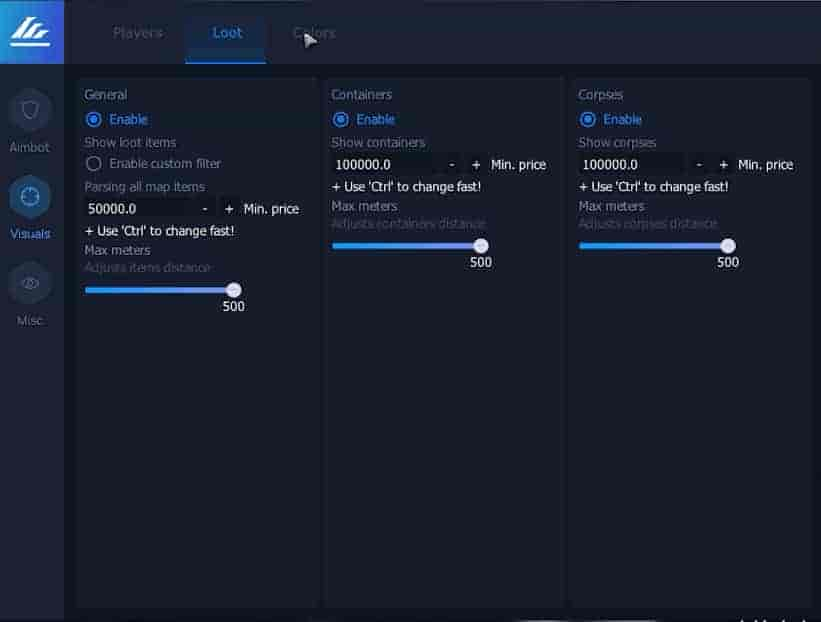 Players
Loot
Colors
Aimbot
Visuals
Misc
General
Enable
Show loot items
Enable custom filter
Parsing all map items
50000.0 - + Min. price
+ Use 'Ctrl' to change fast!
Max meters
Adjusts items distance
500
Containers
Enable
Show containers
100000.0 - + Min. price
+ Use 'Ctrl' to change fast!
Max meters
Adjusts containers distance
500
Corpses
Enable
Show corpses
100000.0 - + Min. price
+ Use 'Ctrl' to change fast!
Max meters
Adjusts corpses distance
500